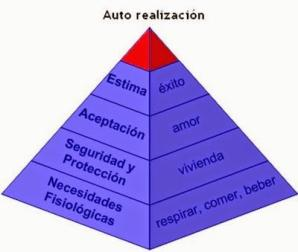 Auto realización
Estima
éxito
Aceptación
amor
Seguridad y
Protección
vivienda
Necesidades
Fisiológicas
respirar, comer, beber